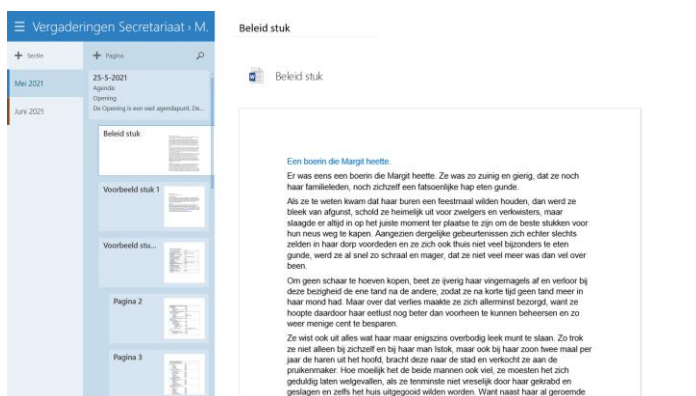 Vergaderingen Secretariaat › M.
Sectie
Pagina
Mei 2021
Juni 2021
25-5-2021
Agenda:
Opening
De Opening is een vast agendapunt. De...
Beleid stuk
Voorbeeld stuk 1
Voorbeeld stu...
Pagina 2
Pagina 3
Beleid stuk
Beleid stuk
Een boerin die Margit heette.
Er was eens een boerin die Margit heette. Ze was zo zuinig en gierig, dat ze noch
haar familieleden, noch zichzelf een fatsoenlijke hap eten gunde.
Als ze te weten kwam dat haar buren een feestmaal wilden houden, dan werd ze
bleek van afgunst, schold ze heimelijk uit voor zwelgers en verkwisters, maar
slaagde er altijd in op het juiste moment ter plaatse te zijn om de beste stukken voor
hun neus weg te kapen. Aangezien dergelijke gebeurtenissen zich echter slechts
zelden in haar dorp voordeden en ze zich ook thuis niet veel bijzonders te eten
gunde, werd ze al snel zo schraal en mager, dat ze niet veel meer was dan vel over
been.
Om geen schaar te hoeven kopen, beet ze ijverig haar vingernagels af en verloor bij
deze bezigheid de ene tand na de andere, zodat ze na korte tijd geen tand meer in
haar mond had. Maar over dat verlies maakte ze zich allerminst bezorgd, want ze
hoopte daardoor haar eetlust nog beter dan voorheen te kunnen beheersen en zo
weer menige cent te besparen.
Ze wist ook uit alles wat haar maar enigszins overbodig leek munt te slaan. Zo trok
ze niet alleen bij zichzelf en bij haar man Istok, maar ook bij haar zoon twee maal per
jaar de haren uit het hoofd, bracht deze naar de stad en verkocht ze aan de
pruikenmaker. Hoe moeilijk het de beide mannen ook viel, ze moesten het zich
geduldig laten welgevallen, als ze tenminste niet vreselijk door haar gekrabd en
geslagen en zelfs het huis uitgegooid wilden worden. Want naast haar al geroemde